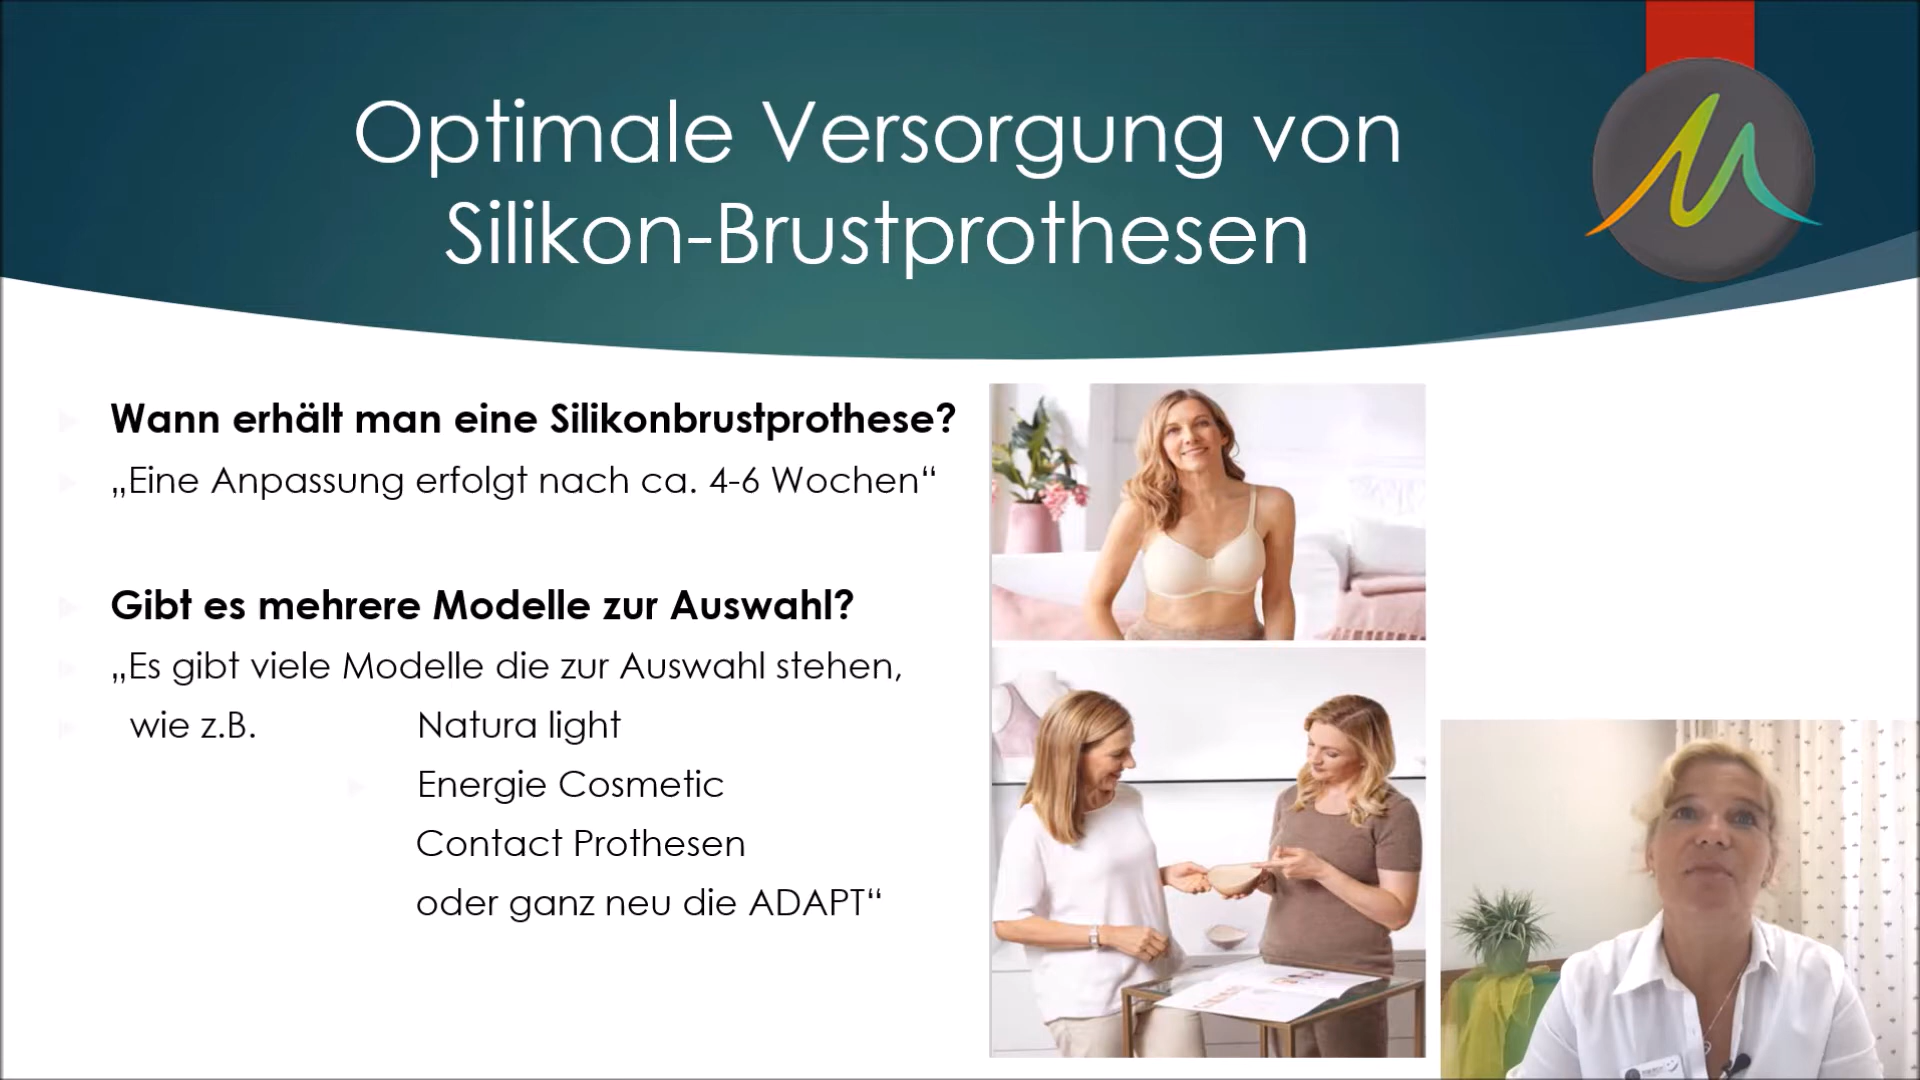 Optimale Versorgung von
Silikon-Brustprothesen
Wann erhält man eine Silikonbrustprothese?
„Eine Anpassung erfolgt nach ca. 4-6 Wochen“
Gibt es mehrere Modelle zur Auswahl?
„Es gibt viele Modelle die zur Auswahl stehen,
wie z.B. Natura light
Energie Cosmetic
Contact Prothesen
oder ganz neu die ADAPT“